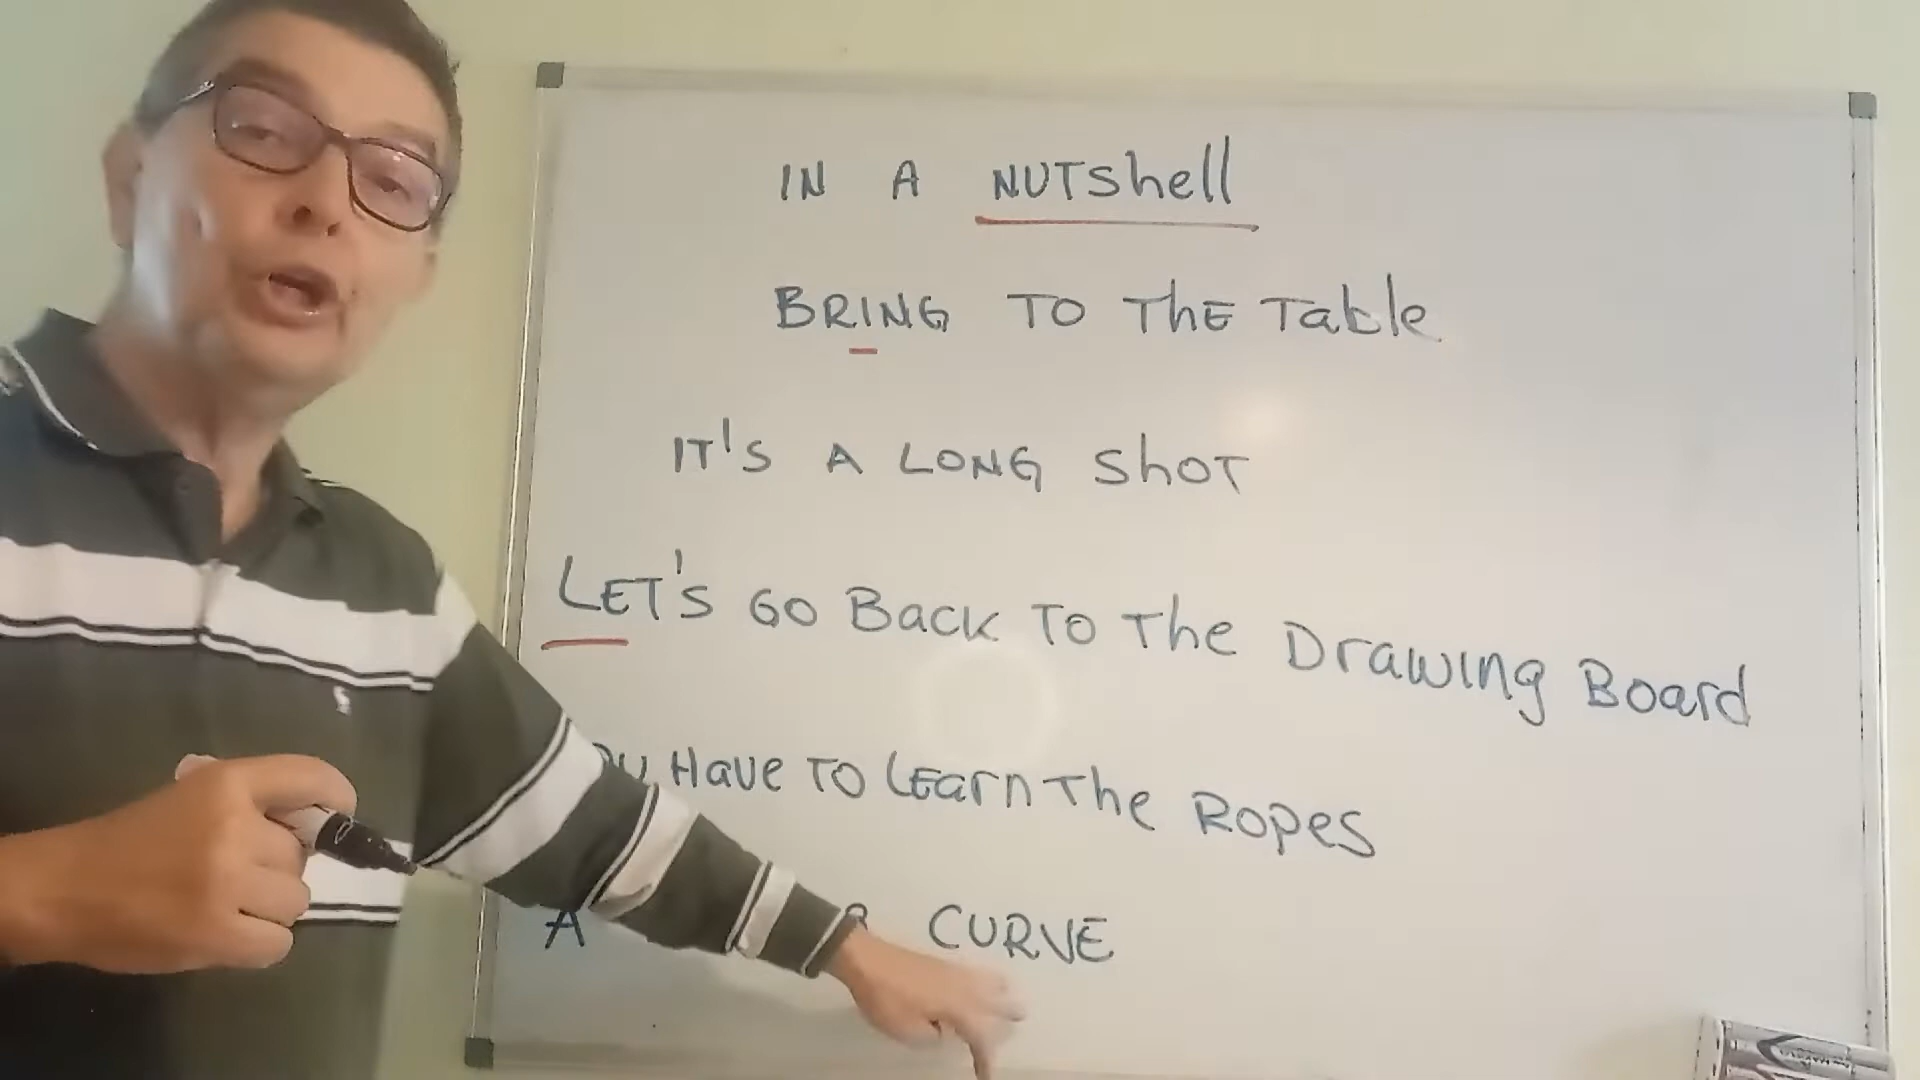 IN A NUTShell
BRING TO ThE Table
IT'S A LONG ShOT
LET'S GO Back TO The Drawing Board
Have TO LEarn The ROPES
A CURVE